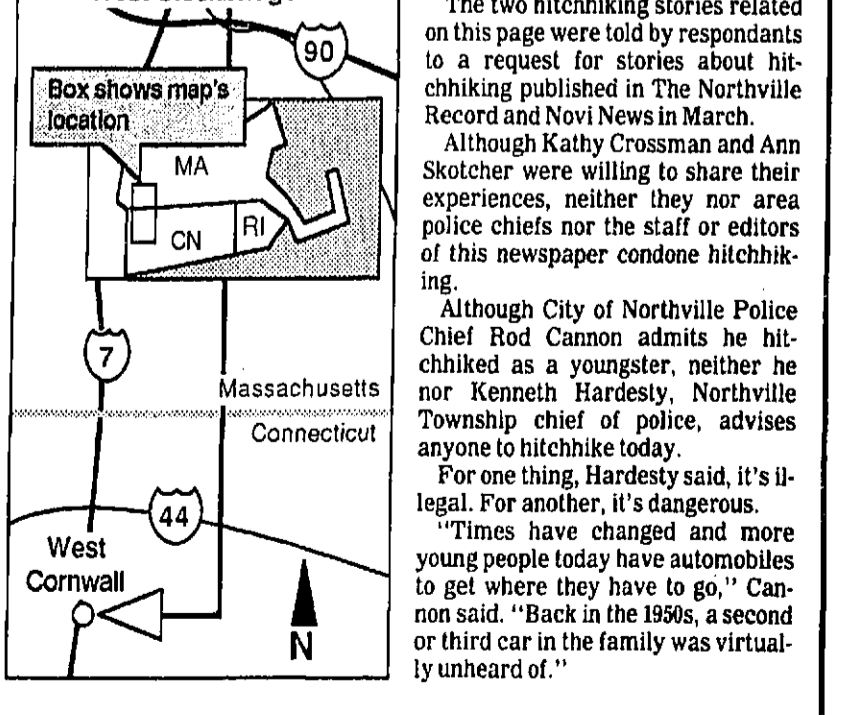 90
Box shows map's
location
MA
CN
RI
7
Massachusetts
Connecticut
44
West
Cornwall
N
The two hitchhiking stories related
on this page were told by respondants
to a request for stories about hit-
chhiking published in The Northville
Record and Novi News in March.
Although Kathy Crossman and Ann
Skotcher were willing to share their
experiences, neither they nor area
police chiefs nor the staff or editors
of this newspaper condone hitchhik-
ing.
Although City of Northville Police
Chief Rod Cannon admits he hit-
chhiked as a youngster, neither he
nor Kenneth Hardesty, Northville
Township chief of police, advises
anyone to hitchhike today.
For one thing, Hardesty said, it's il-
legal. For another, it's dangerous.
"Times have changed and more
young people today have automobiles
to get where they have to go," Can-
non said. "Back in the 1950s, a second
or third car in the family was virtual-
ly unheard of."